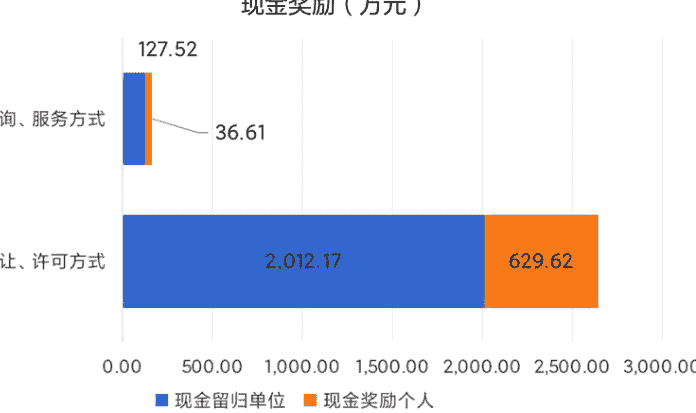 现金奖励（万元）
127.52
询、服务方式
36.61
让、许可方式
2,012.17
629.62
0.00 500.00 1,000.00 1,500.00 2,000.00 2,500.00 3,000.00
现金留归单位 现金奖励个人